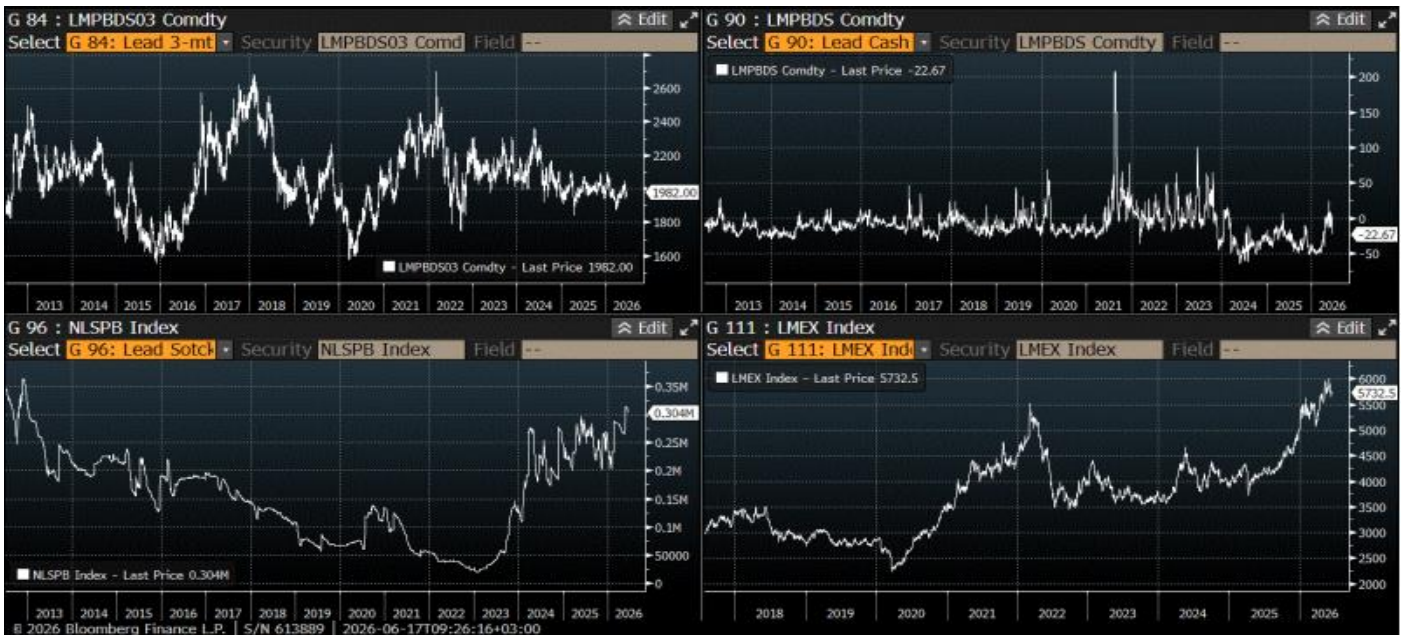 G 84 : LMPBDS03 Comdty
Edit
Select G 84: Lead 3-mt Security LMPBDS03 Comd Field --
2600
2400
2200
1982.00
1800
1600
LMPBDS03 Comdty - Last Price 1982.00
2013 2014 2015 2016 2017 2018 2019 2020 2021 2022 2023 2024 2025 2026
G 90 : LMPBDS Comdty
Edit
Select G 90: Lead Cash Security LMPBDS Comdty Field --
LMPBDS Comdty - Last Price -22.67
200
150
100
50
0
-22.67
-50
2013 2014 2015 2016 2017 2018 2019 2020 2021 2022 2023 2024 2025 2026
G 96 : NLSPB Index
Edit
Select G 96: Lead Sotck Security NLSPB Index Field --
0.35M
0.304M
0.25M
0.2M
0.15M
0.1M
50000
0
NLSPB Index - Last Price 0.304M
2013 2014 2015 2016 2017 2018 2019 2020 2021 2022 2023 2024 2025 2026
G 111 : LMEX Index
Edit
Select G 111: LMEX Ind Security LMEX Index Field --
LMEX Index - Last Price 5732.5
6000
5732.5
5500
5000
4500
4000
3500
3000
2500
2000
2018 2019 2020 2021 2022 2023 2024 2025 2026
© 2026 Bloomberg Finance L.P. | S/N 613889 | 2026-06-17T09:26:16+03:00